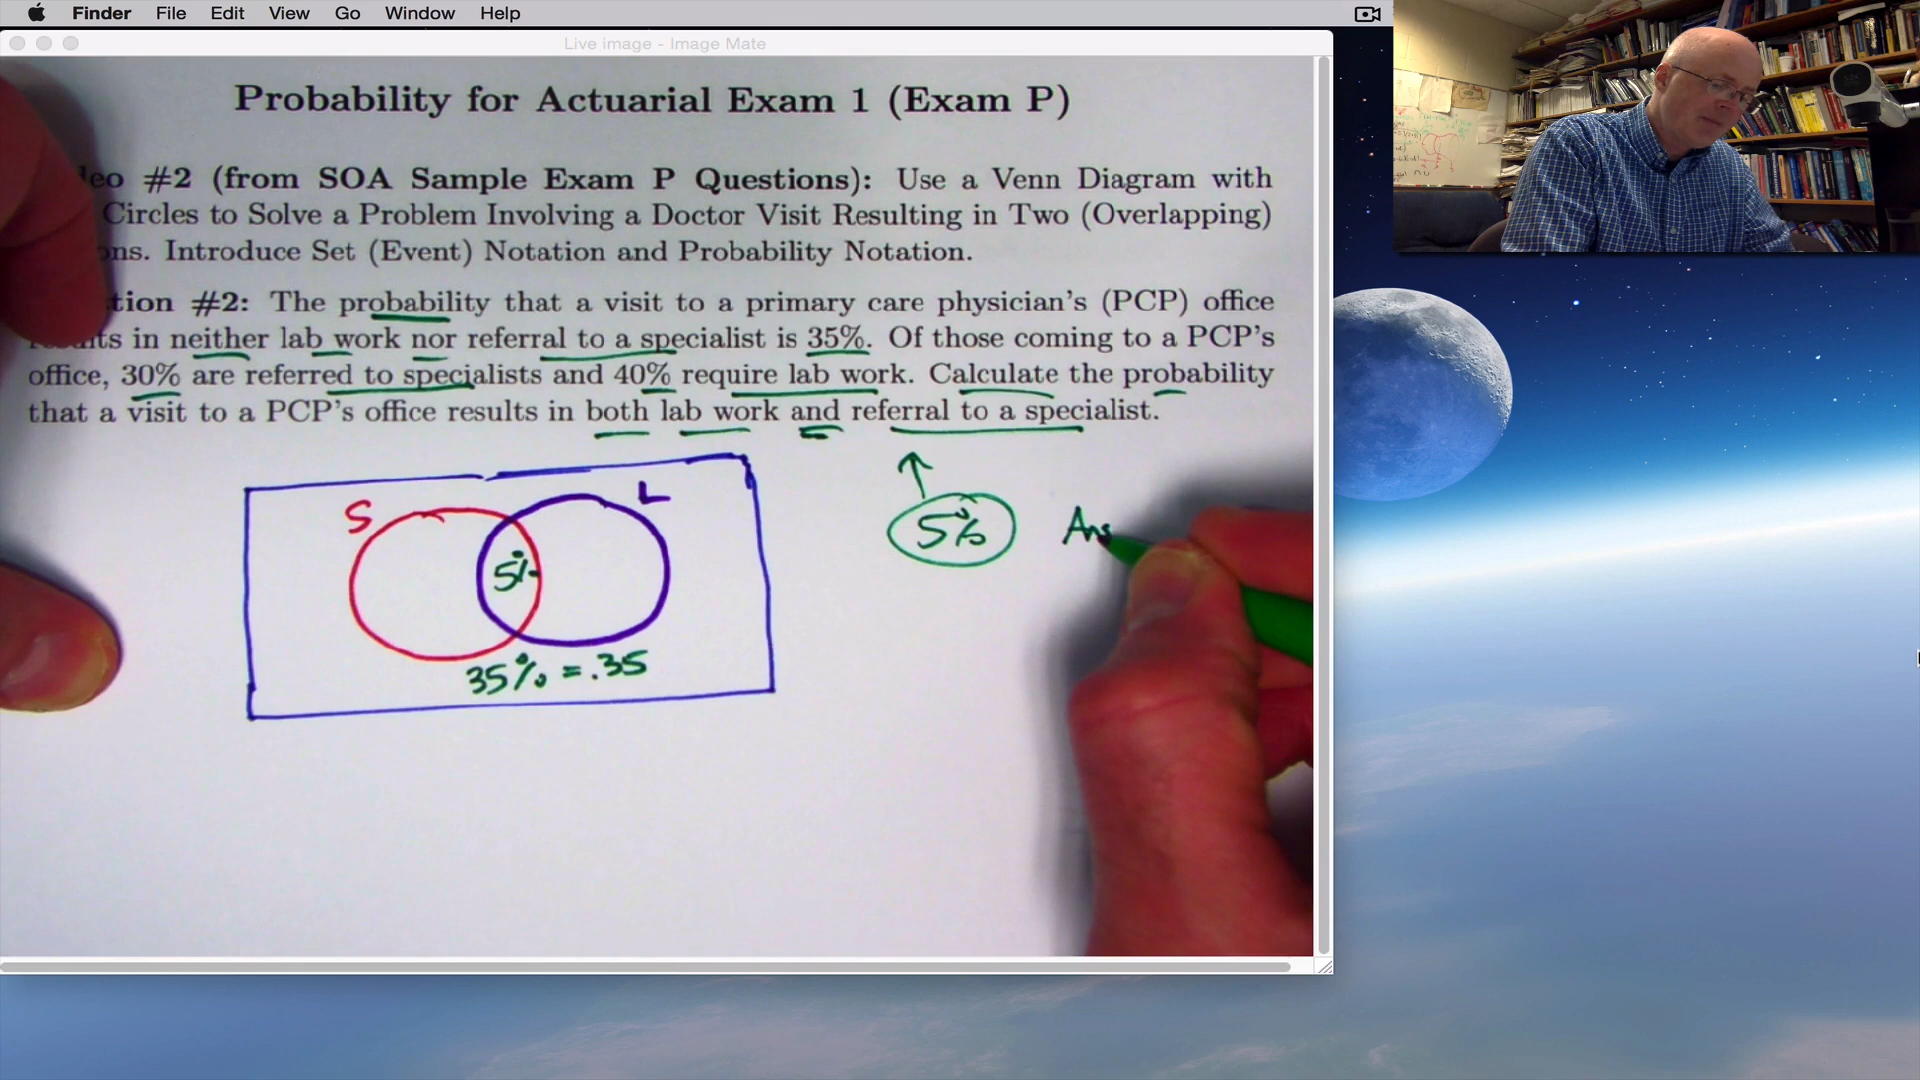 Finder File Edit View Go Window Help
Live image - Image Mate
Probability for Actuarial Exam 1 (Exam P)
eo #2 (from SOA Sample Exam P Questions): Use a Venn Diagram with
Circles to Solve a Problem Involving a Doctor Visit Resulting in Two (Overlapping)
ns. Introduce Set (Event) Notation and Probability Notation.
tion #2: The probability that a visit to a primary care physician's (PCP) office
ts in neither lab work nor referral to a specialist is 35%. Of those coming to a PCP's
office, 30% are referred to specialists and 40% require lab work. Calculate the probability
that a visit to a PCP's office results in both lab work and referral to a specialist.
S L
5% 5% Ans
35% = .35